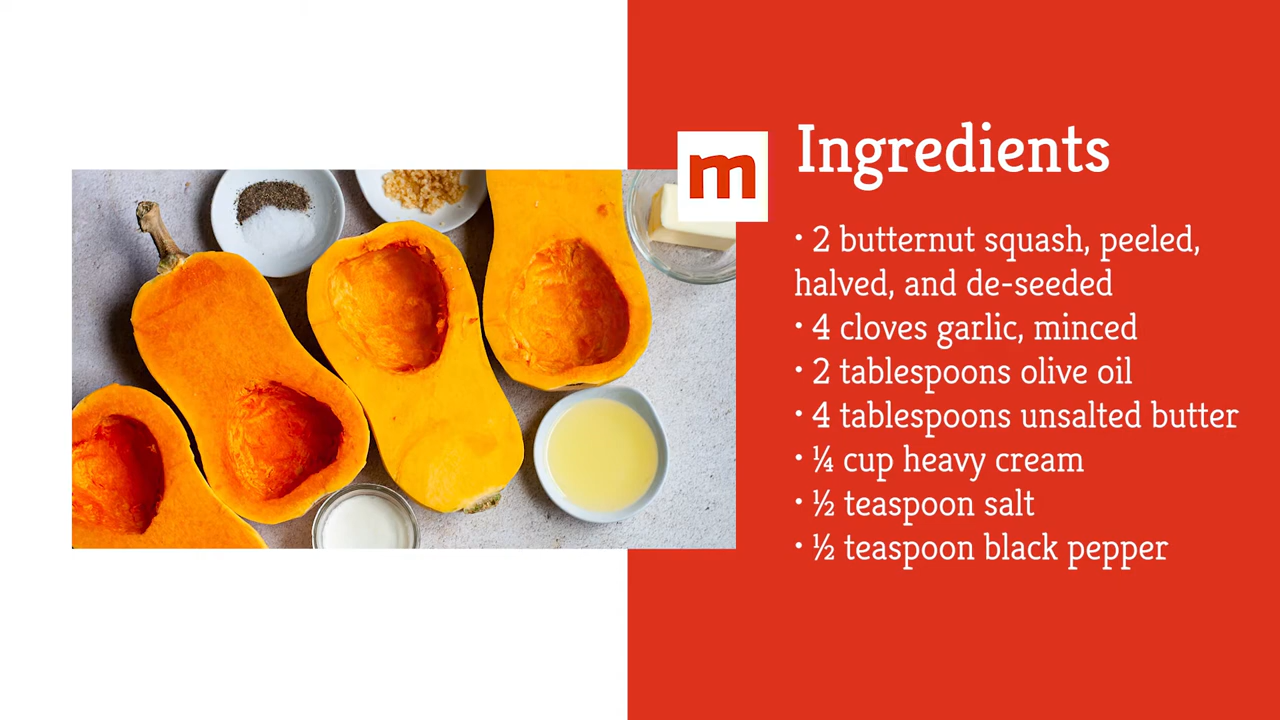 m
Ingredients
• 2 butternut squash, peeled,
halved, and de-seeded
• 4 cloves garlic, minced
• 2 tablespoons olive oil
• 4 tablespoons unsalted butter
• ¼ cup heavy cream
• ½ teaspoon salt
• ½ teaspoon black pepper